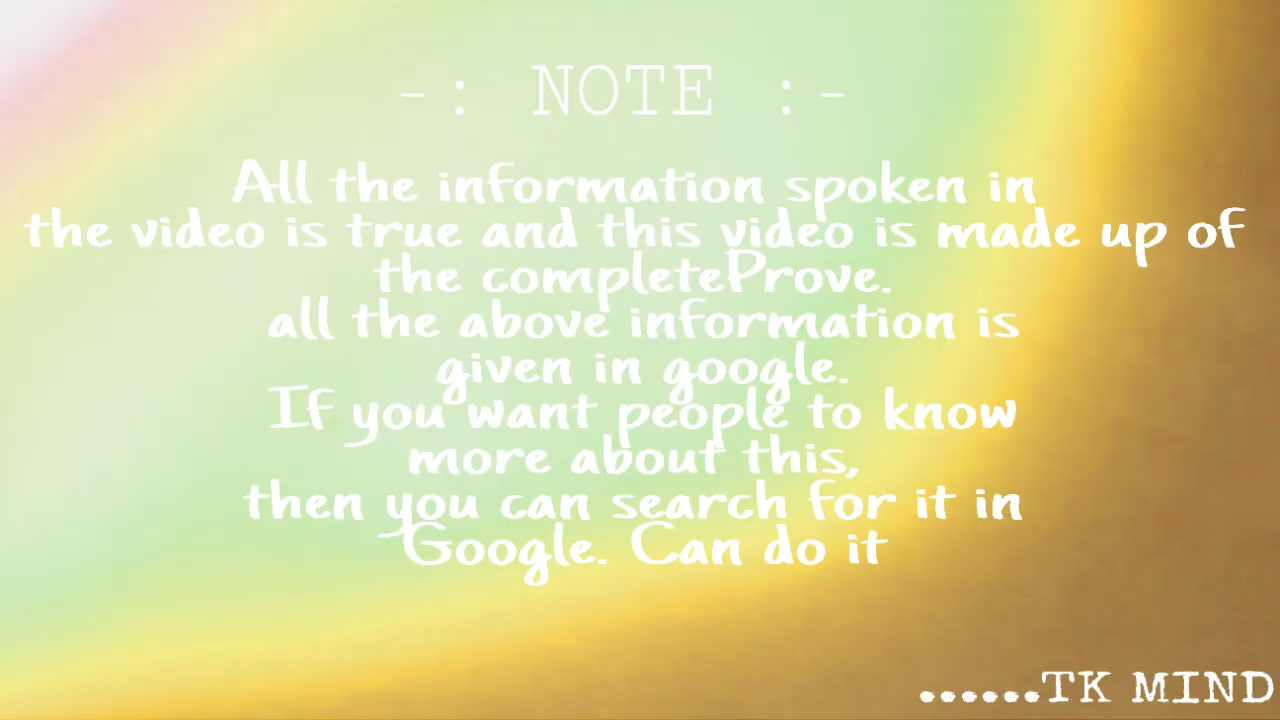 -: NOTE :-
All the information spoken in
the video is true and this video is made up of
the completeProve.
all the above information is
given in google.
If you want people to know
more about this,
then you can search for it in
Google. Can do it
......TK MIND